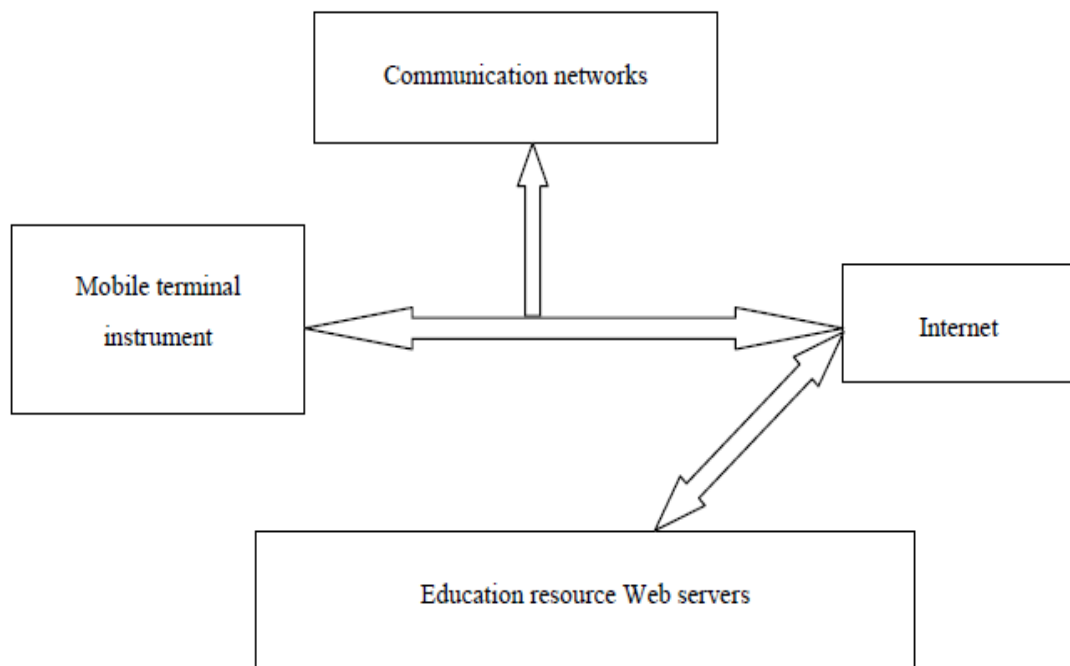 Communication networks
Mobile terminal
instrument
Internet
Education resource Web servers